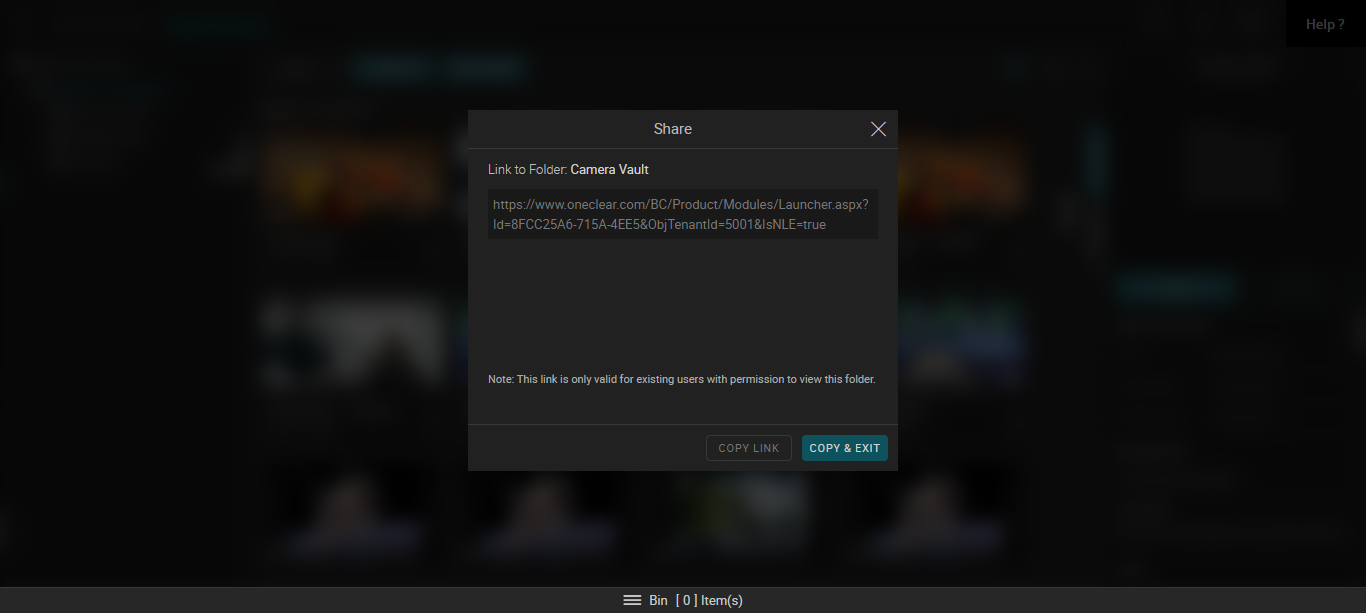 Help ?
Share
Link to Folder: Camera Vault
https://www.oneclear.com/BC/Product/Modules/Launcher.aspx?
Id=8FCC25A6-715A-4EE5&ObjTenantId=5001&IsNLE=true
Note: This link is only valid for existing users with permission to view this folder.
COPY LINK
COPY & EXIT
Bin [ 0 ] Item(s)